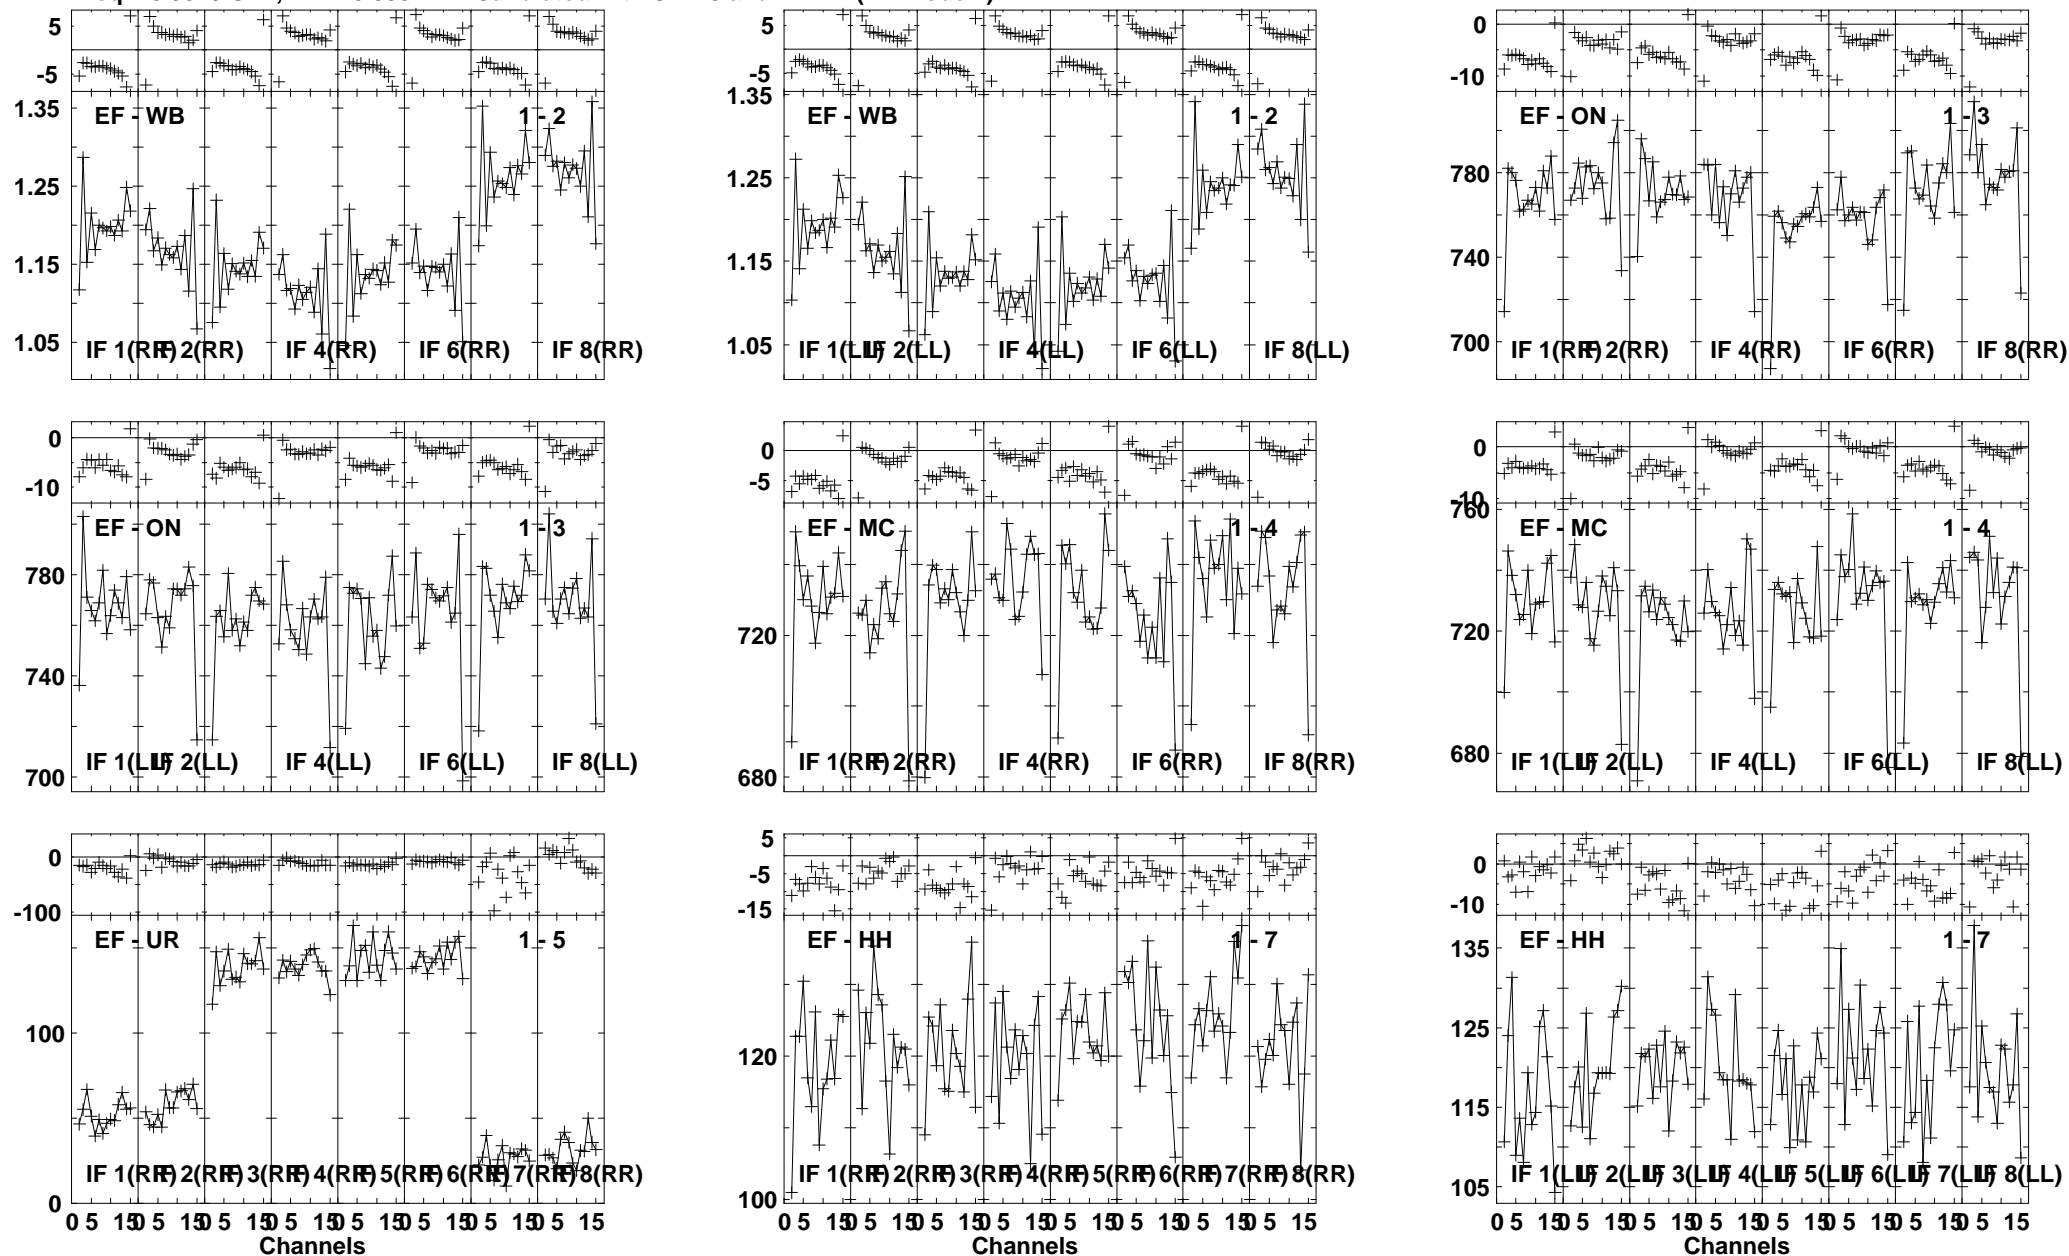 5 5 0
-5 -5 -10
1.35 EF - WB 1 - 2 1.35 EF - WB 1 - 2 EF - ON 1 - 3
1.25 1.25 780
1.15 1.15 740
1.05 IF 1(RR) IF 2(RR) IF 4(RR) IF 6(RR) IF 8(RR) 1.05 IF 1(LL) IF 2(LL) IF 4(LL) IF 6(LL) IF 8(LL) 700 IF 1(RR) IF 2(RR) IF 4(RR) IF 6(RR) IF 8(RR)
0 0 0
-10 -5 -10
EF - ON 1 - 3 EF - MC 1 - 4 760 EF - MC 1 - 4
780 720 720
740
700 IF 1(LL) IF 2(LL) IF 4(LL) IF 6(LL) IF 8(LL) 680 IF 1(RR) IF 2(RR) IF 4(RR) IF 6(RR) IF 8(RR) 680 IF 1(LL) IF 2(LL) IF 4(LL) IF 6(LL) IF 8(LL)
0 5 0
-100 -5 -10
-15
EF - UR 1 - 5 EF - HH 1 - 7 135 EF - HH 1 - 7
100 120 125
115
IF 1(RR) IF 2(RR) IF 3(RR) IF 4(RR) IF 5(RR) IF 6(RR) IF 7(RR) IF 8(RR) IF 1(RR) IF 2(RR) IF 3(RR) IF 4(RR) IF 5(RR) IF 6(RR) IF 7(RR) IF 8(RR) IF 1(LL) IF 2(LL) IF 3(LL) IF 4(LL) IF 5(LL) IF 6(LL) IF 7(LL) IF 8(LL)
0 100 105
0 5 15 0 5 15 0 5 15 0 5 15 0 5 15 0 5 15 0 5 15 0 5 15 0 5 15 0 5 15 0 5 15 0 5 15 0 5 15 0 5 15 0 5 15 0 5 15 0 5 15 0 5 15 0 5 15 0 5 15 0 5 15 0 5 15 0 5 15 0 5 15
Channels Channels